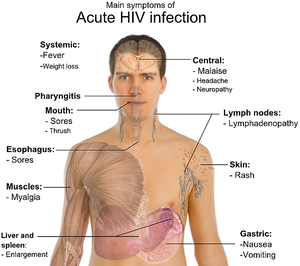 Main symptoms of
Acute HIV infection
Systemic:
-Fever
-Weight loss
Central:
- Malaise
- Headache
- Neuropathy
Pharyngitis
Mouth:
- Sores
- Thrush
Lymph nodes:
- Lymphadenopathy
Esophagus:
- Sores
Skin:
- Rash
Muscles:
- Myalgia
Liver and
spleen:
- Enlargement
Gastric:
-Nausea
-Vomiting